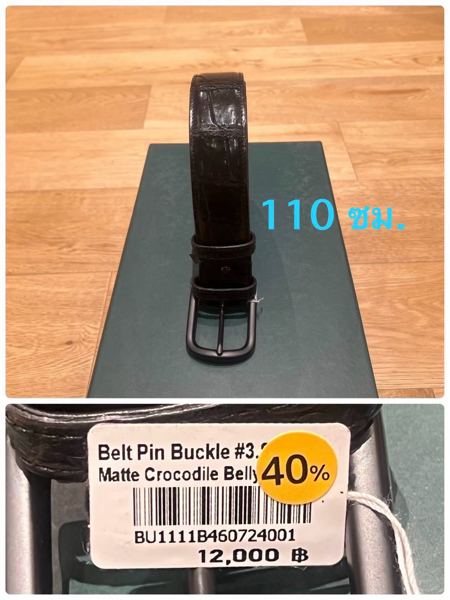 110 ซม.
Belt Pin Buckle #3.
40%
Matte Crocodile Belly
BU1111B460724001
12,000 ฿